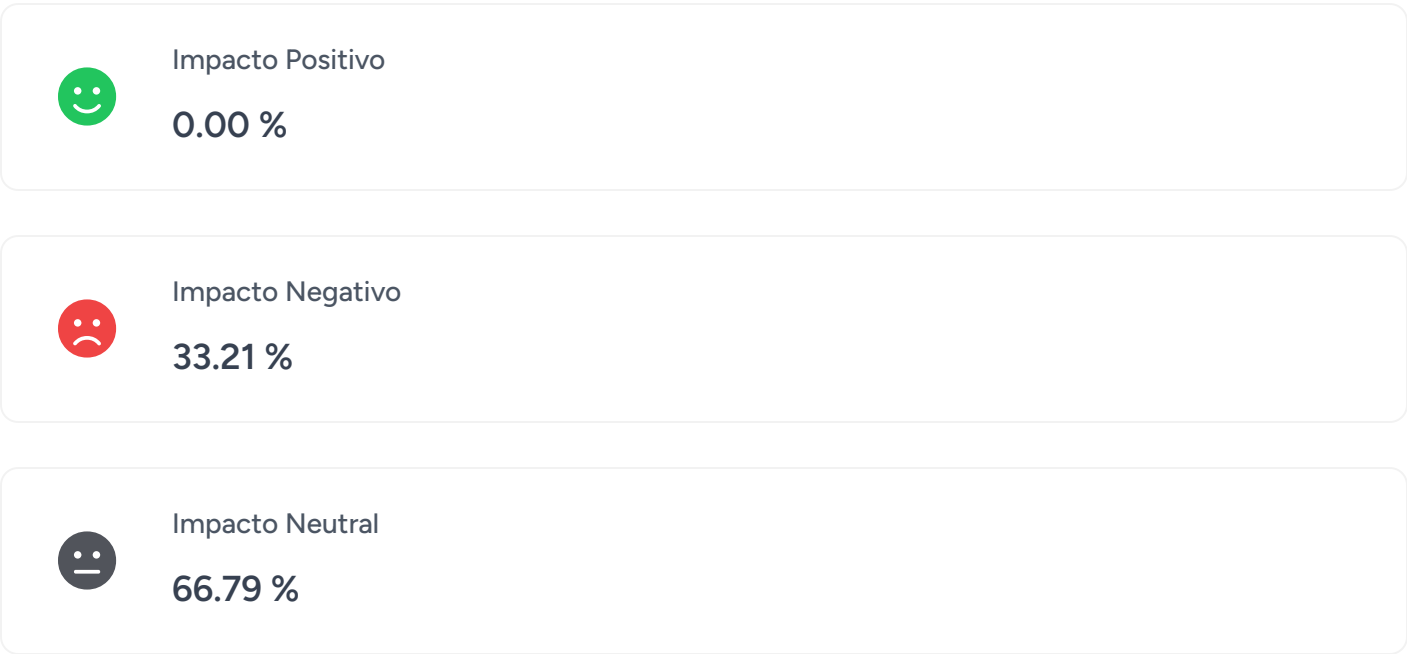 Impacto Positivo
0.00 %
Impacto Negativo
33.21 %
Impacto Neutral
66.79 %